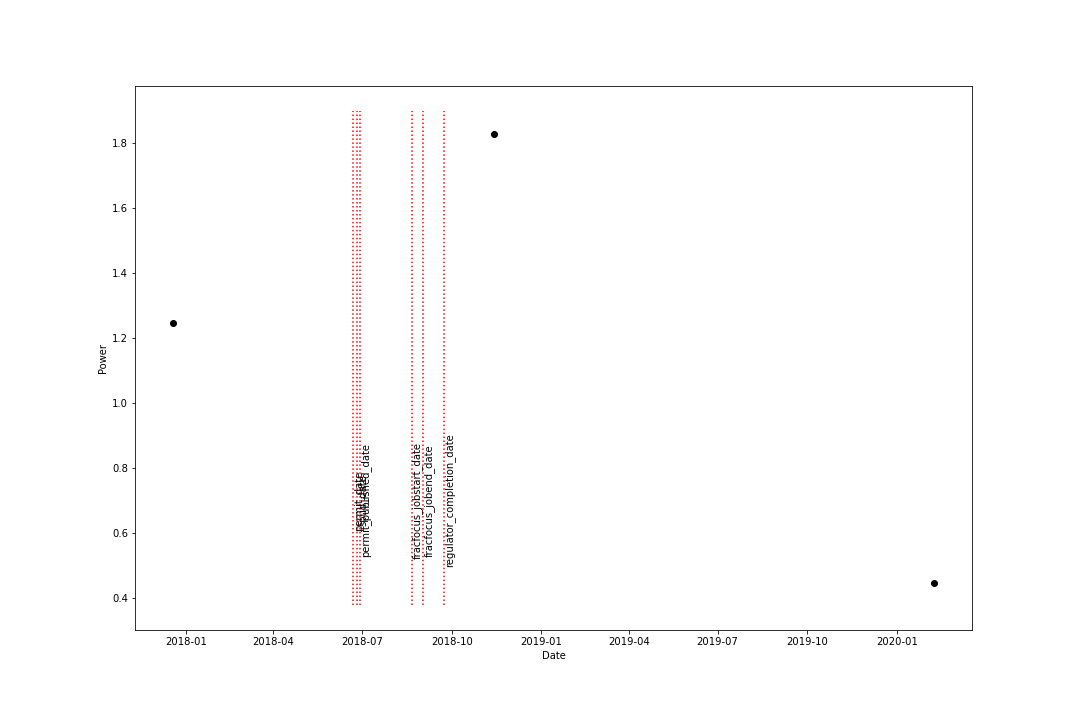 1.8
1.6
1.4
1.2
1.0
0.8
0.6
0.4
Power
permit_date
permit_published_date
fracfocus_jobstart_date
fracfocus_jobend_date
regulator_completion_date
2018-01
2018-04
2018-07
2018-10
2019-01
2019-04
2019-07
2019-10
2020-01
Date